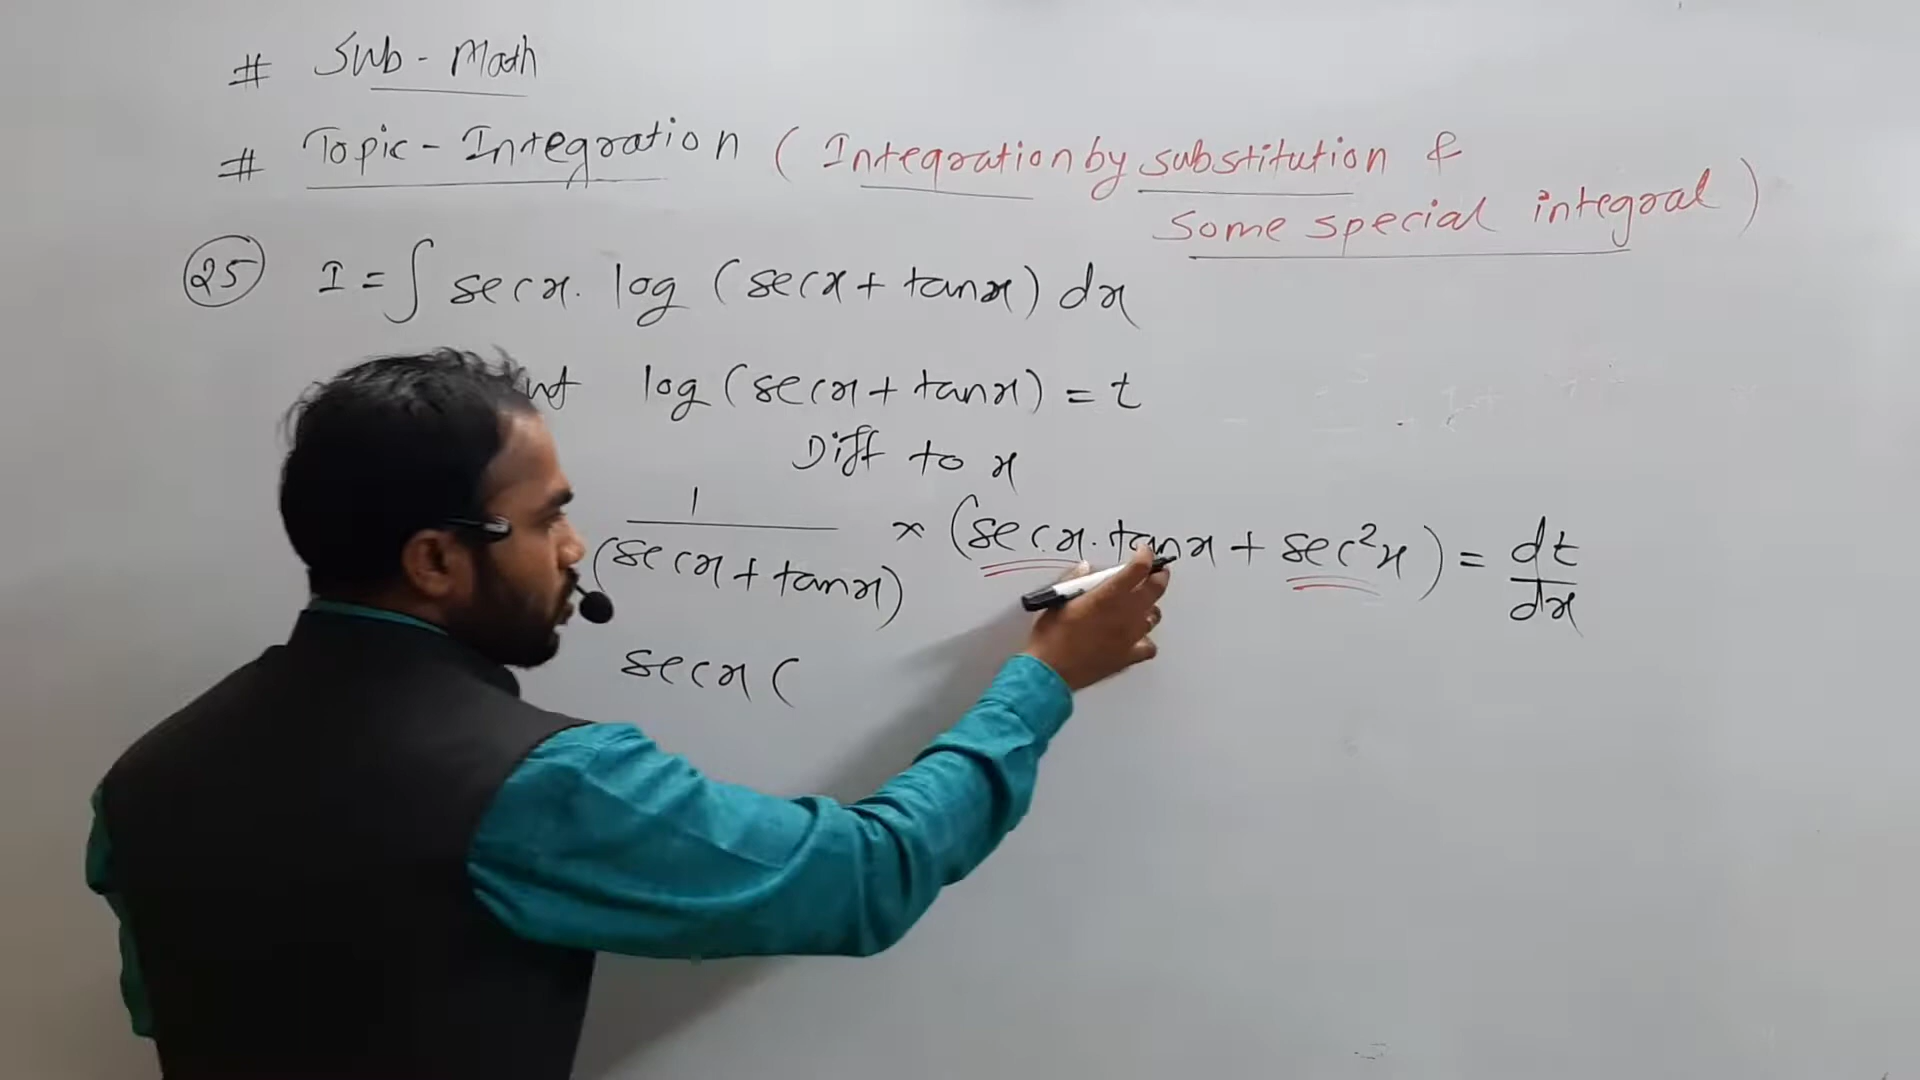 # Sub - Math
# Topic - Integration ( Integration by substitution &
some special integral )
25 I = ∫ secx. log (secx + tanx) dx
log (secx + tanx) = t
Diff to x
1/(secx + tanx) × (secx.tanx + sec²x) = dt/dx
secx (